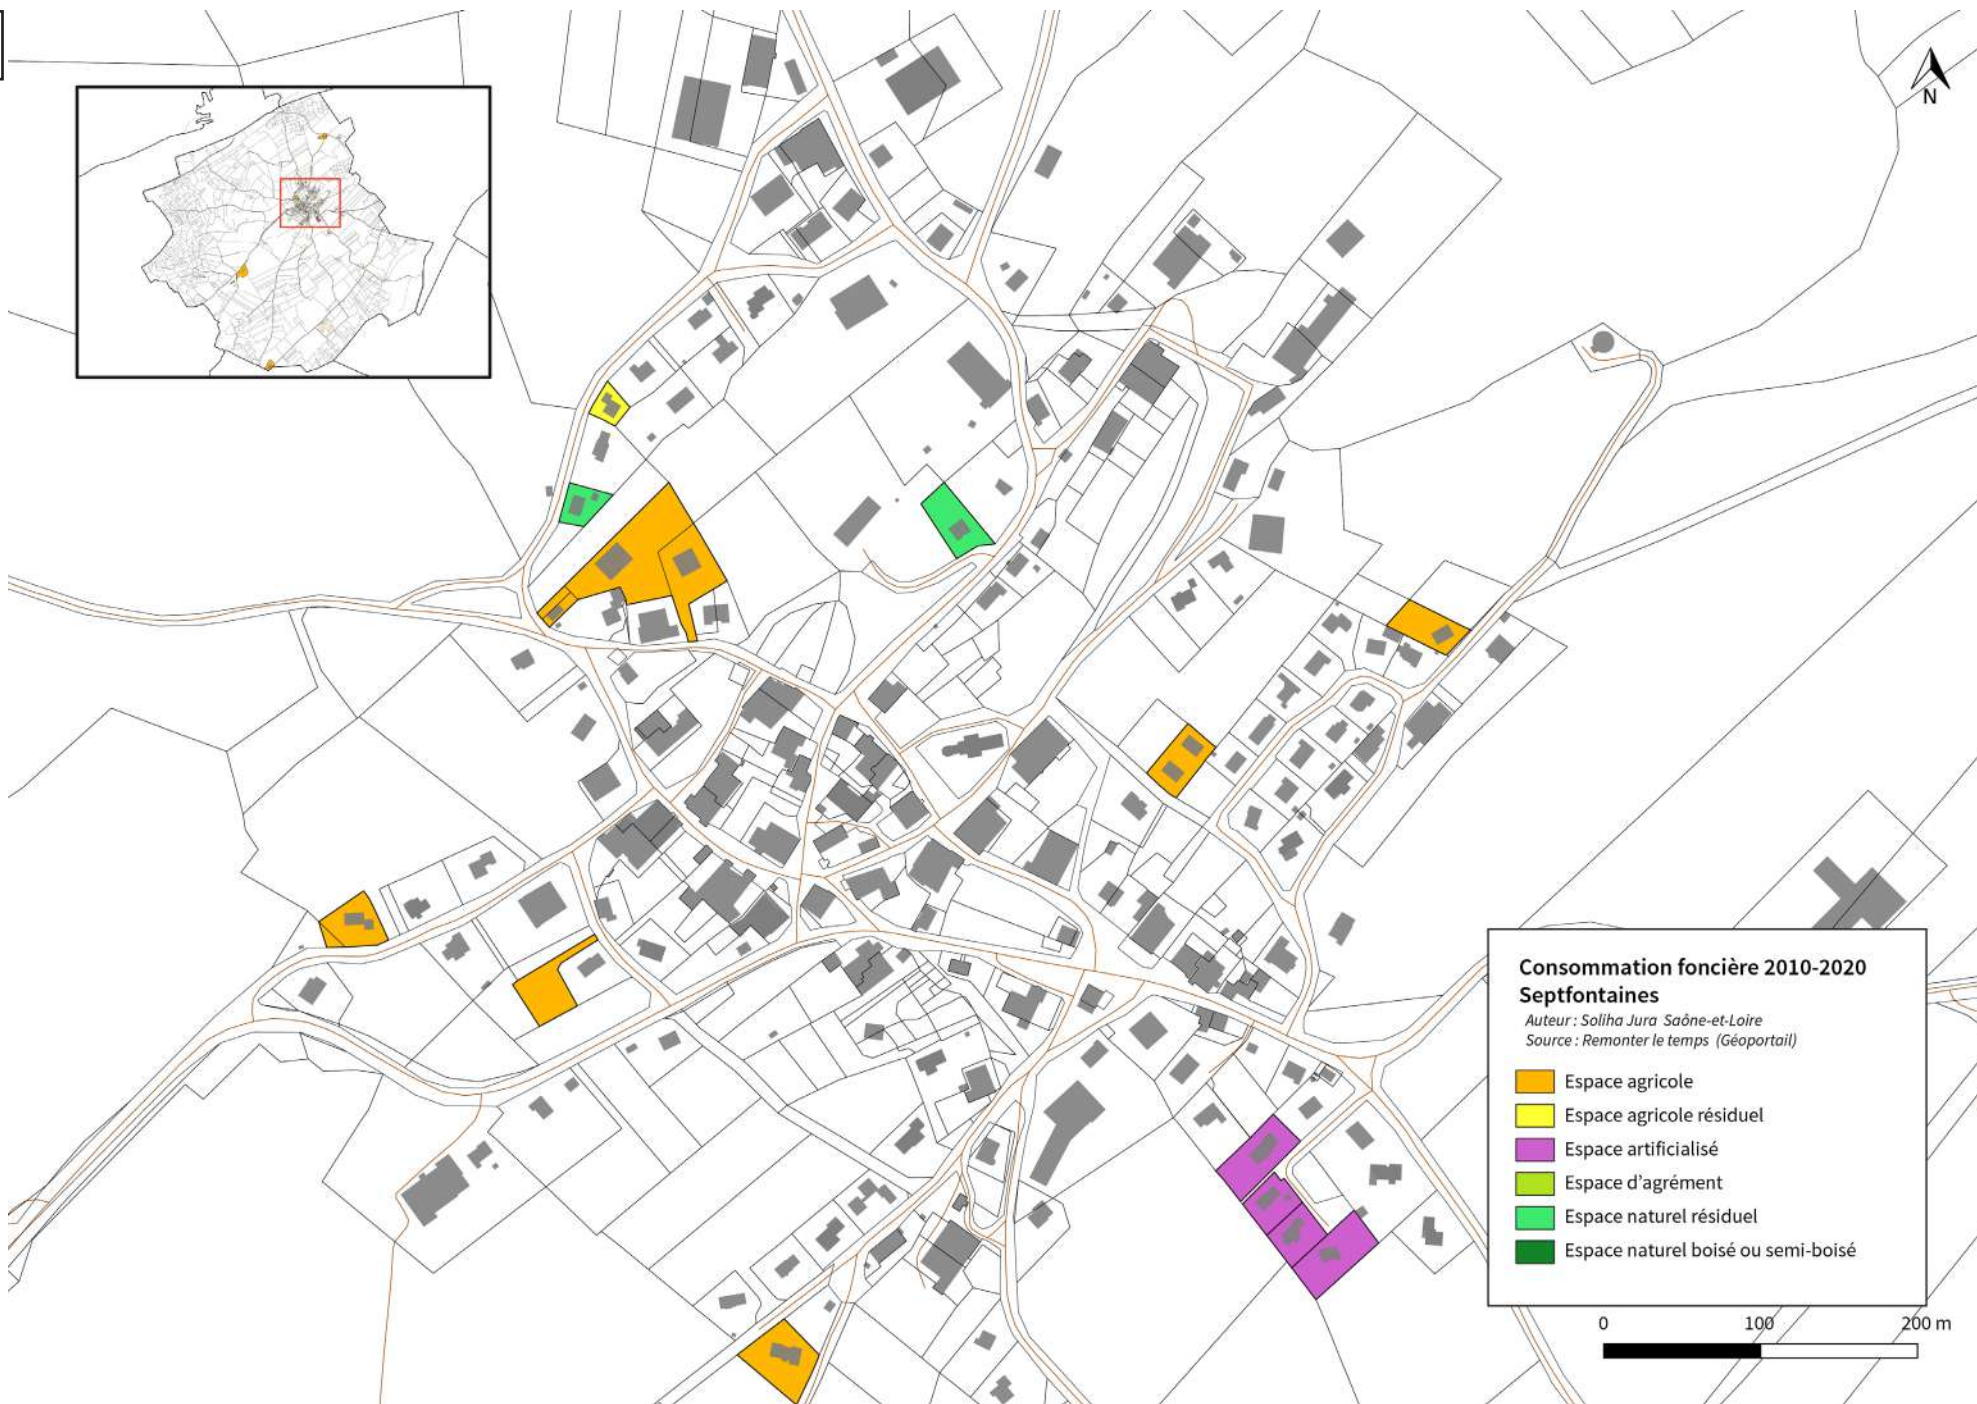 N
Consommation foncière 2010-2020
Septfontaines
Auteur : Soliha Jura Saône-et-Loire
Source : Remonter le temps (Géoportail)
Espace agricole
Espace agricole résiduel
Espace artificialisé
Espace d'agrément
Espace naturel résiduel
Espace naturel boisé ou semi-boisé
0 100 200 m